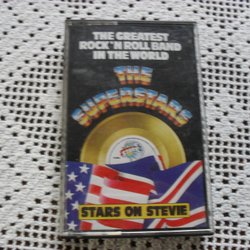 THE GREATEST
ROCK 'N ROLL BAND
IN THE WORLD
THE
SUPERSTARS
STARS ON STEVIE